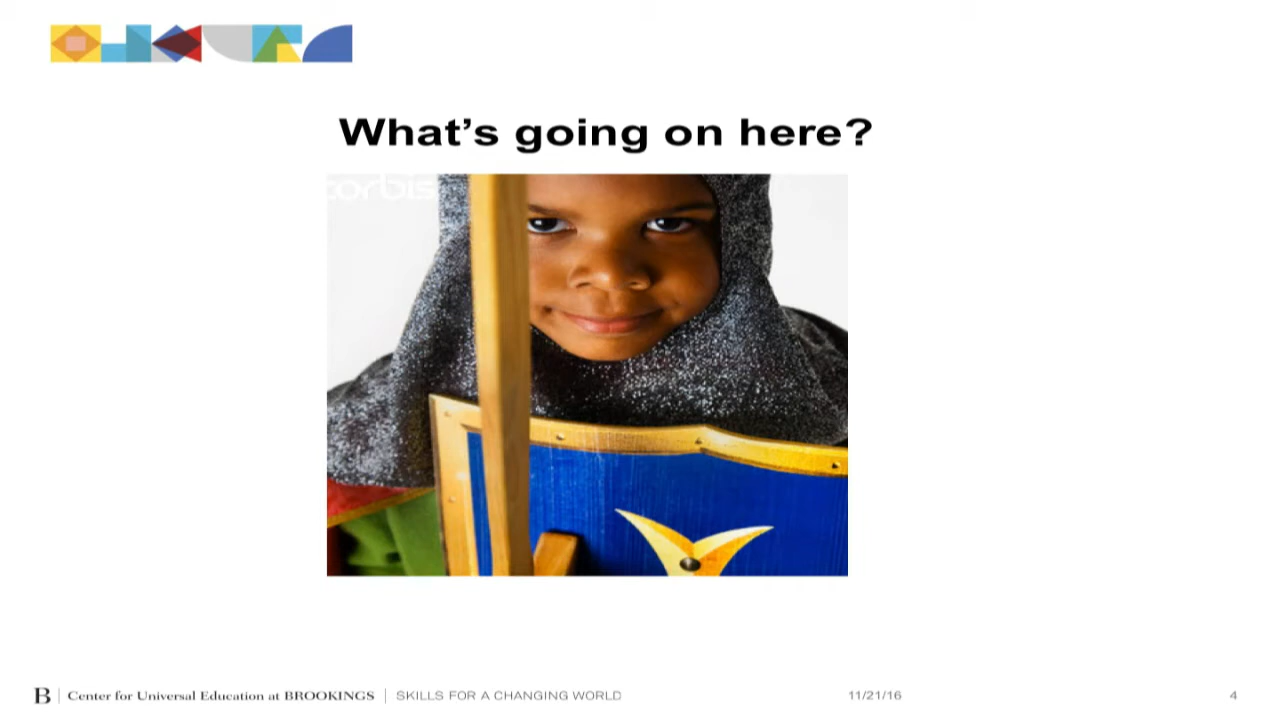 What's going on here?
corbis
B
Center for Universal Education at BROOKINGS
SKILLS FOR A CHANGING WORLD
11/21/16
4